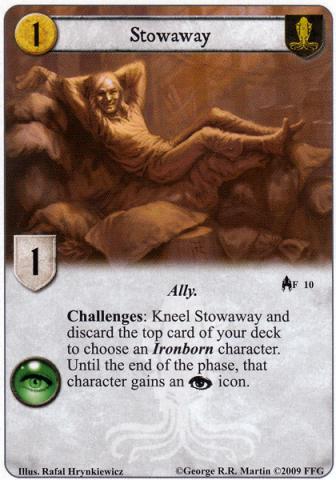 1
Stowaway
1
Ally.
F 10
Challenges: Kneel Stowaway and
discard the top card of your deck
to choose an Ironborn character.
Until the end of the phase, that
character gains an icon.
Illus. Rafal Hrynkiewicz
©George R.R. Martin ©2009 FFG